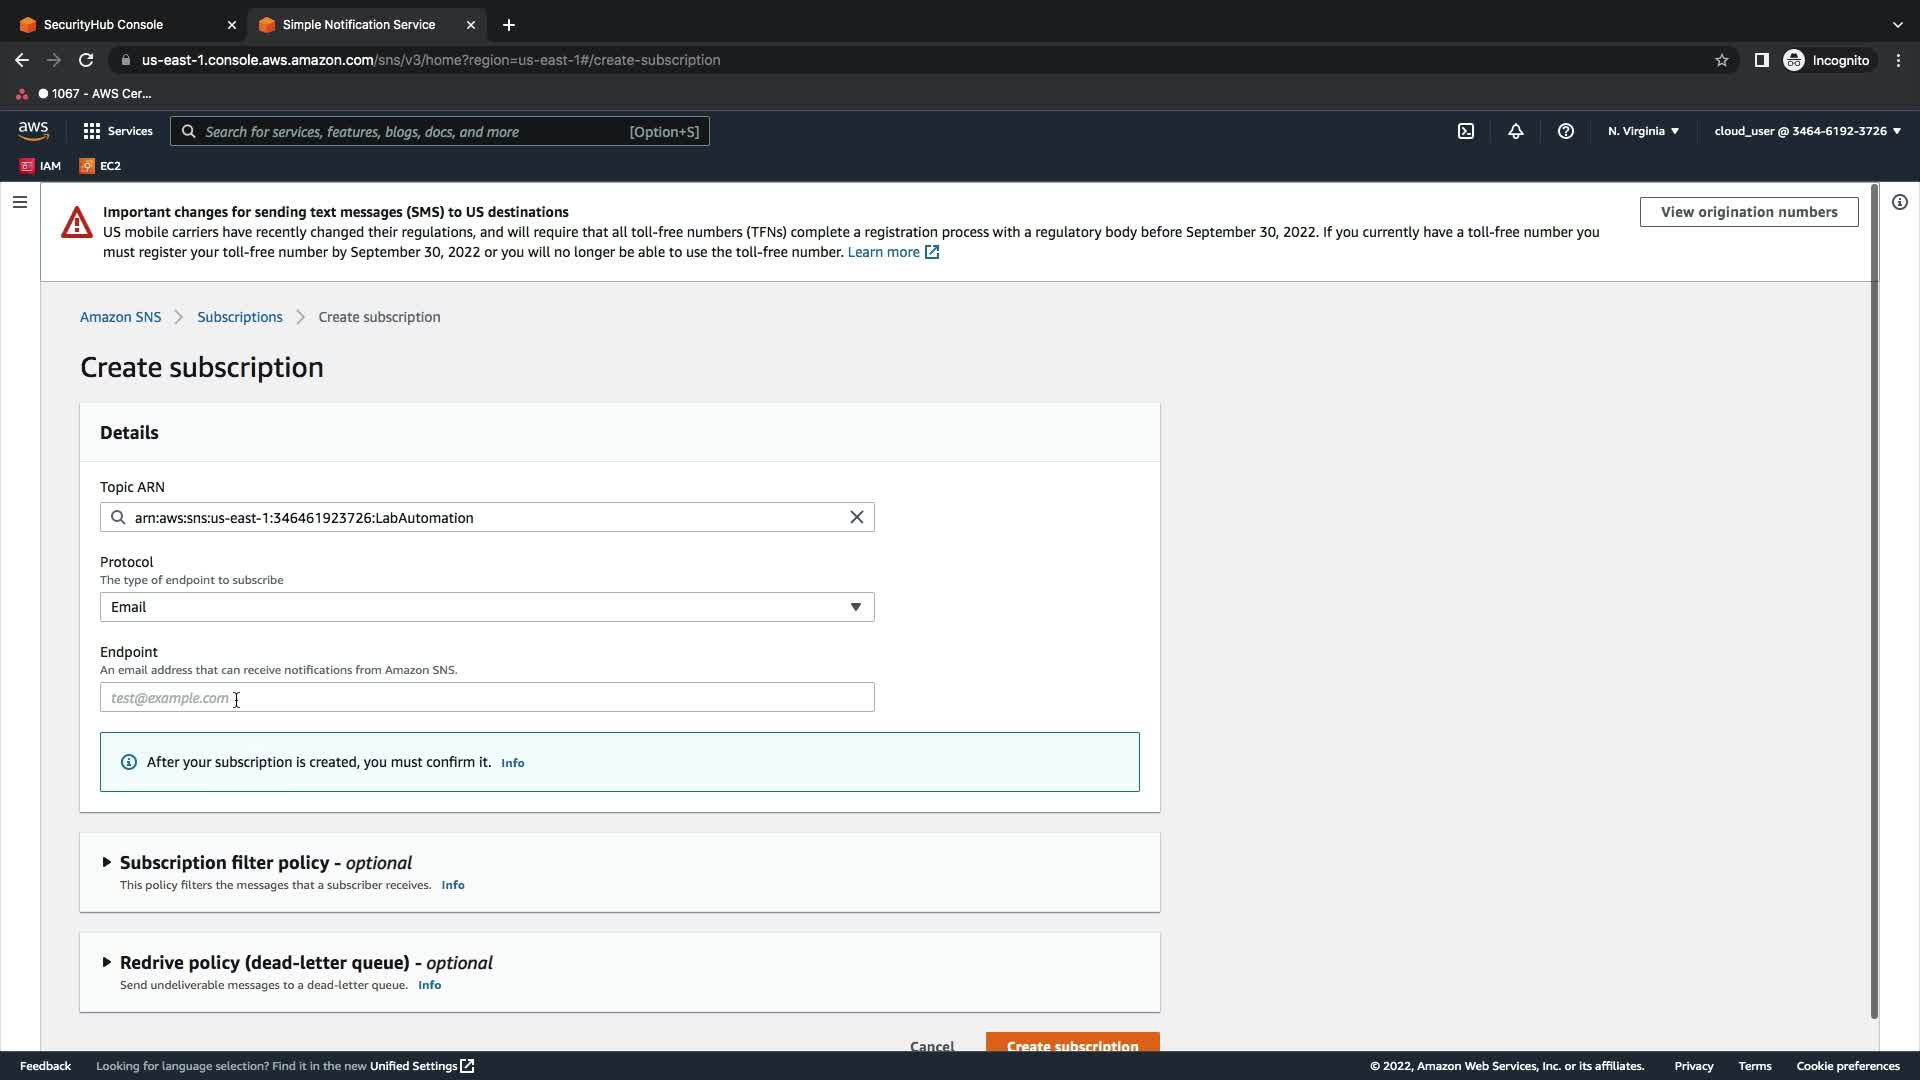 SecurityHub Console
Simple Notification Service
us-east-1.console.aws.amazon.com/sns/v3/home?region=us-east-1#/create-subscription
Incognito
1067 - AWS Cer...
aws
Services
Search for services, features, blogs, docs, and more
[Option+S]
N. Virginia
cloud_user @ 3464-6192-3726
IAM
EC2
Important changes for sending text messages (SMS) to US destinations
View origination numbers
US mobile carriers have recently changed their regulations, and will require that all toll-free numbers (TFNs) complete a registration process with a regulatory body before September 30, 2022. If you currently have a toll-free number you
must register your toll-free number by September 30, 2022 or you will no longer be able to use the toll-free number. Learn more
Amazon SNS
Subscriptions
Create subscription
Create subscription
Details
Topic ARN
arn:aws:sns:us-east-1:346461923726:LabAutomation
Protocol
The type of endpoint to subscribe
Email
Endpoint
An email address that can receive notifications from Amazon SNS.
test@example.com
After your subscription is created, you must confirm it. Info
Subscription filter policy - optional
This policy filters the messages that a subscriber receives. Info
Redrive policy (dead-letter queue) - optional
Send undeliverable messages to a dead-letter queue. Info
Cancel
Create subscription
Feedback
Looking for language selection? Find it in the new Unified Settings
© 2022, Amazon Web Services, Inc. or its affiliates.
Privacy
Terms
Cookie preferences